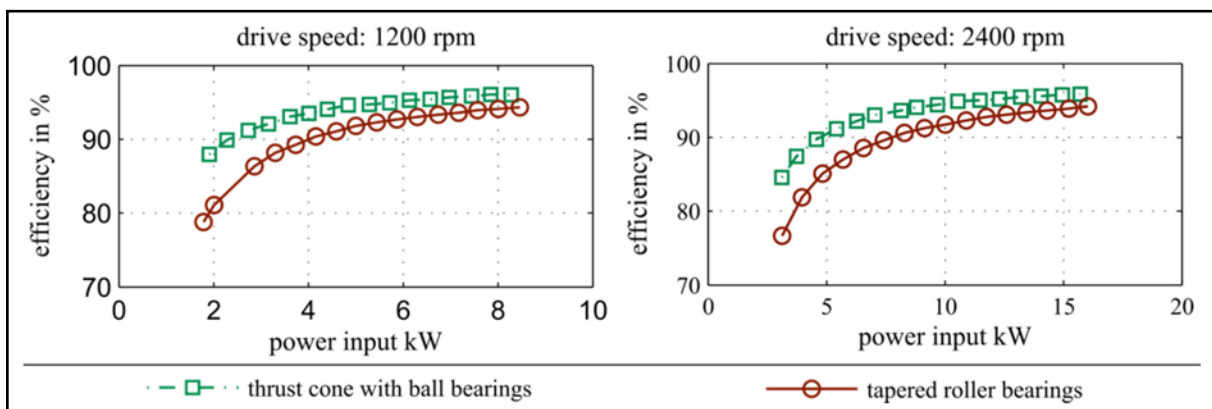 drive speed: 1200 rpm
100
90
80
70
efficiency in %
0
2
4
6
8
10
power input kW
drive speed: 2400 rpm
100
90
80
70
efficiency in %
0
5
10
15
20
power input kW
thrust cone with ball bearings
tapered roller bearings